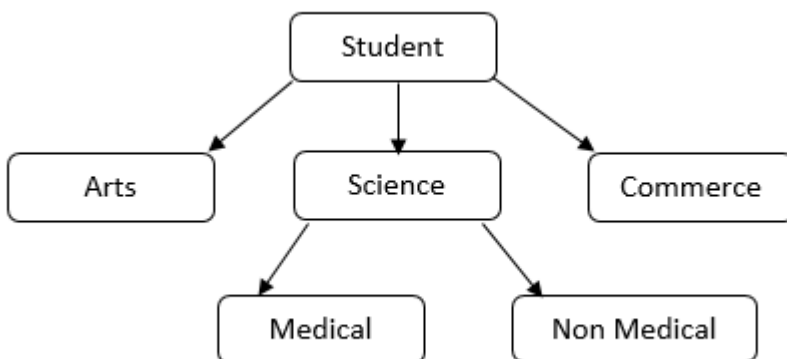 Student
Arts
Science
Commerce
Medical
Non Medical